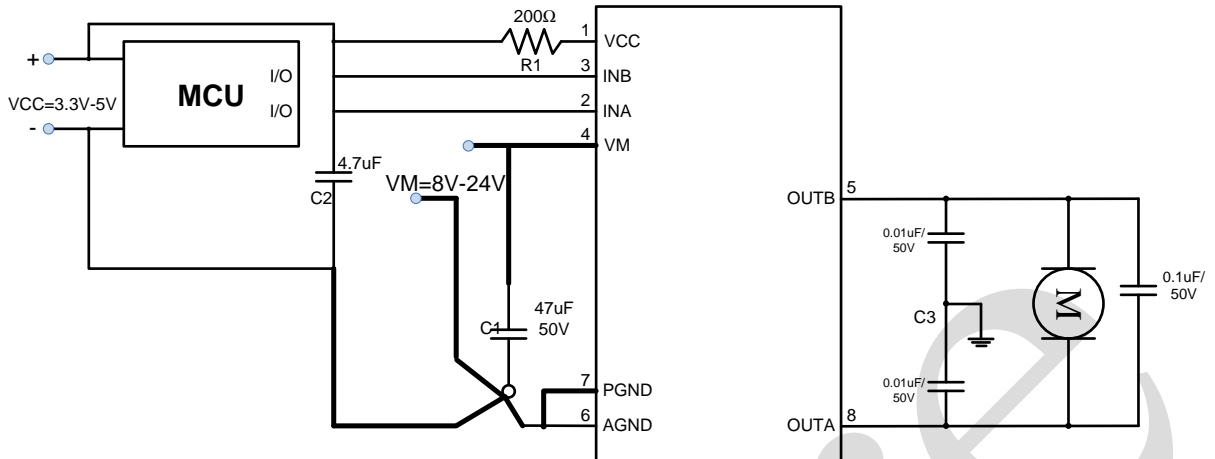 200Ω
R1
1
VCC
+
MCU
I/O
3
INB
VCC=3.3V-5V
I/O
2
INA
-
4
VM
4.7uF
C2
VM=8V-24V
OUTB
5
0.01uF/
50V
0.1uF/
50V
M
C3
47uF
50V
C1
7
PGND
0.01uF/
50V
6
AGND
OUTA
8